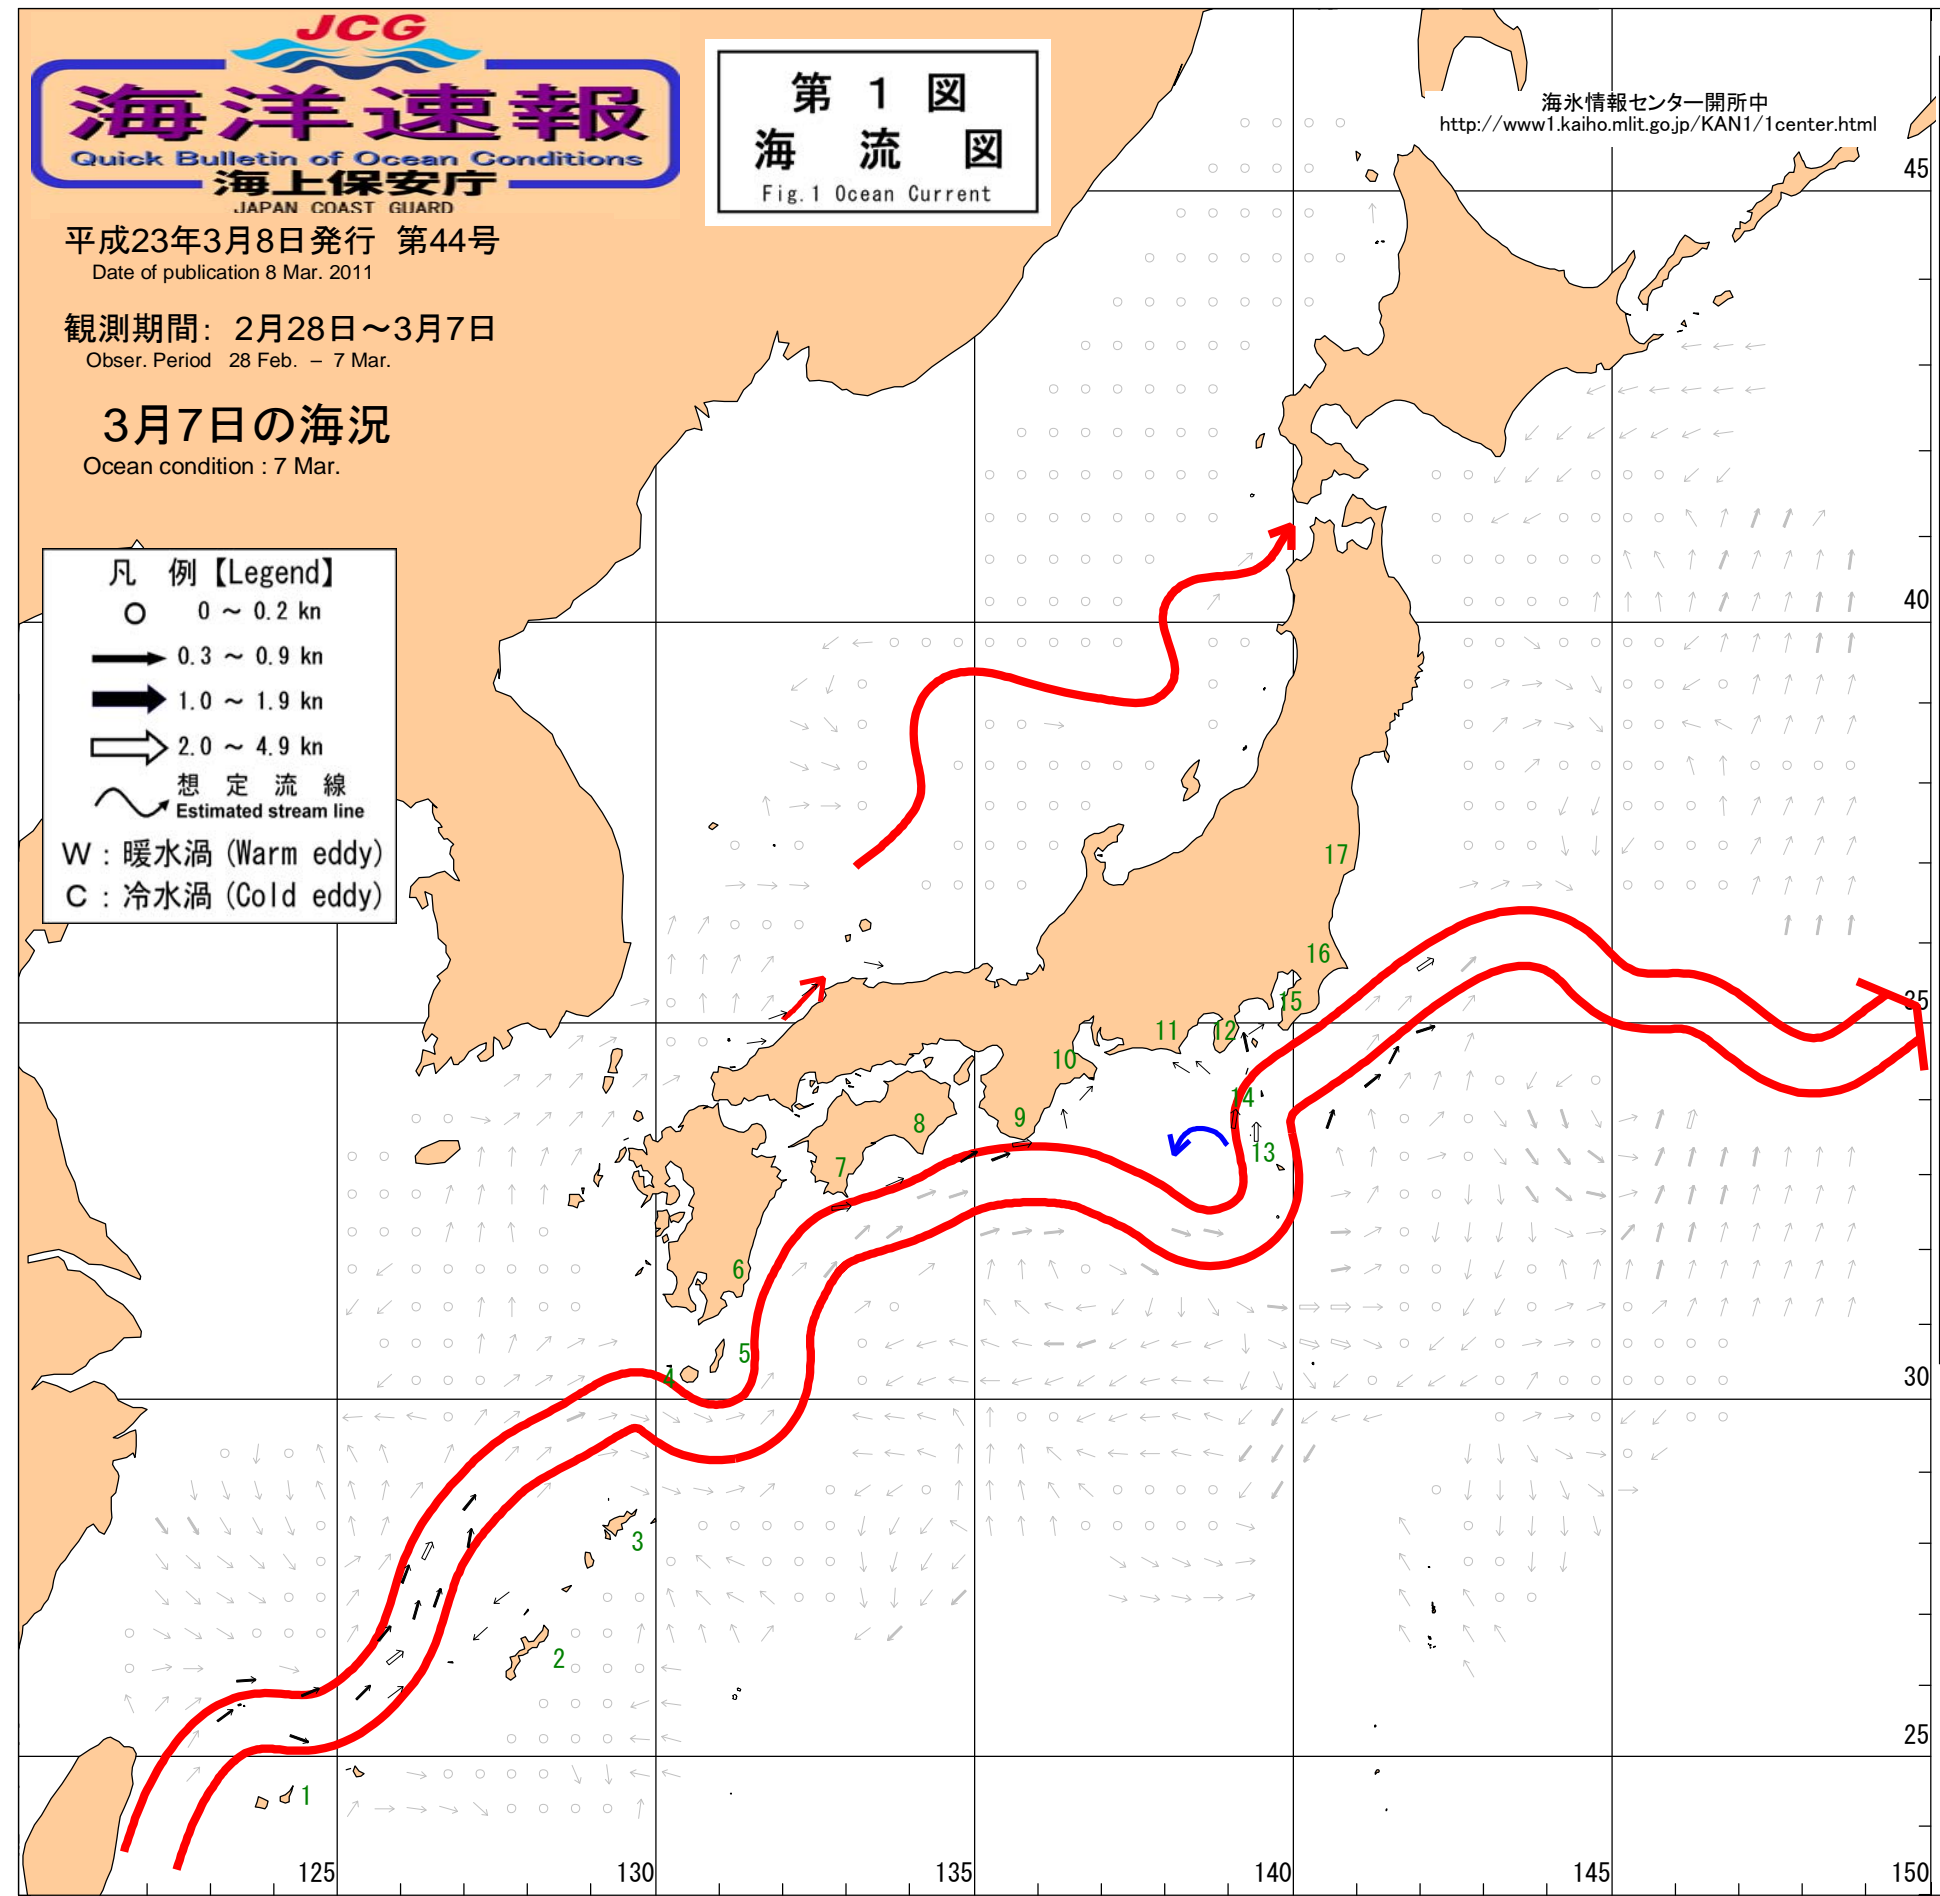 JCG
海洋速報
Quick Bulletin of Ocean Conditions
海上保安庁
JAPAN COAST GUARD
平成23年3月8日発行 第44号
Date of publication 8 Mar. 2011
観測期間: 2月28日～3月7日
Obser. Period 28 Feb. – 7 Mar.
3月7日の海況
Ocean condition : 7 Mar.
第 1 図
海 流 図
Fig.1 Ocean Current
海氷情報センター開所中
http://www1.kaiho.mlit.go.jp/KAN1/1center.html
凡 例【Legend】
0 ～ 0.2 kn
0.3 ～ 0.9 kn
1.0 ～ 1.9 kn
2.0 ～ 4.9 kn
想 定 流 線
Estimated stream line
W : 暖水渦 (Warm eddy)
C : 冷水渦 (Cold eddy)
45
40
17
16
35
15
12
11
10
14
9
8
13
7
6
5
4
30
3
2
25
1
125
130
135
140
145
150